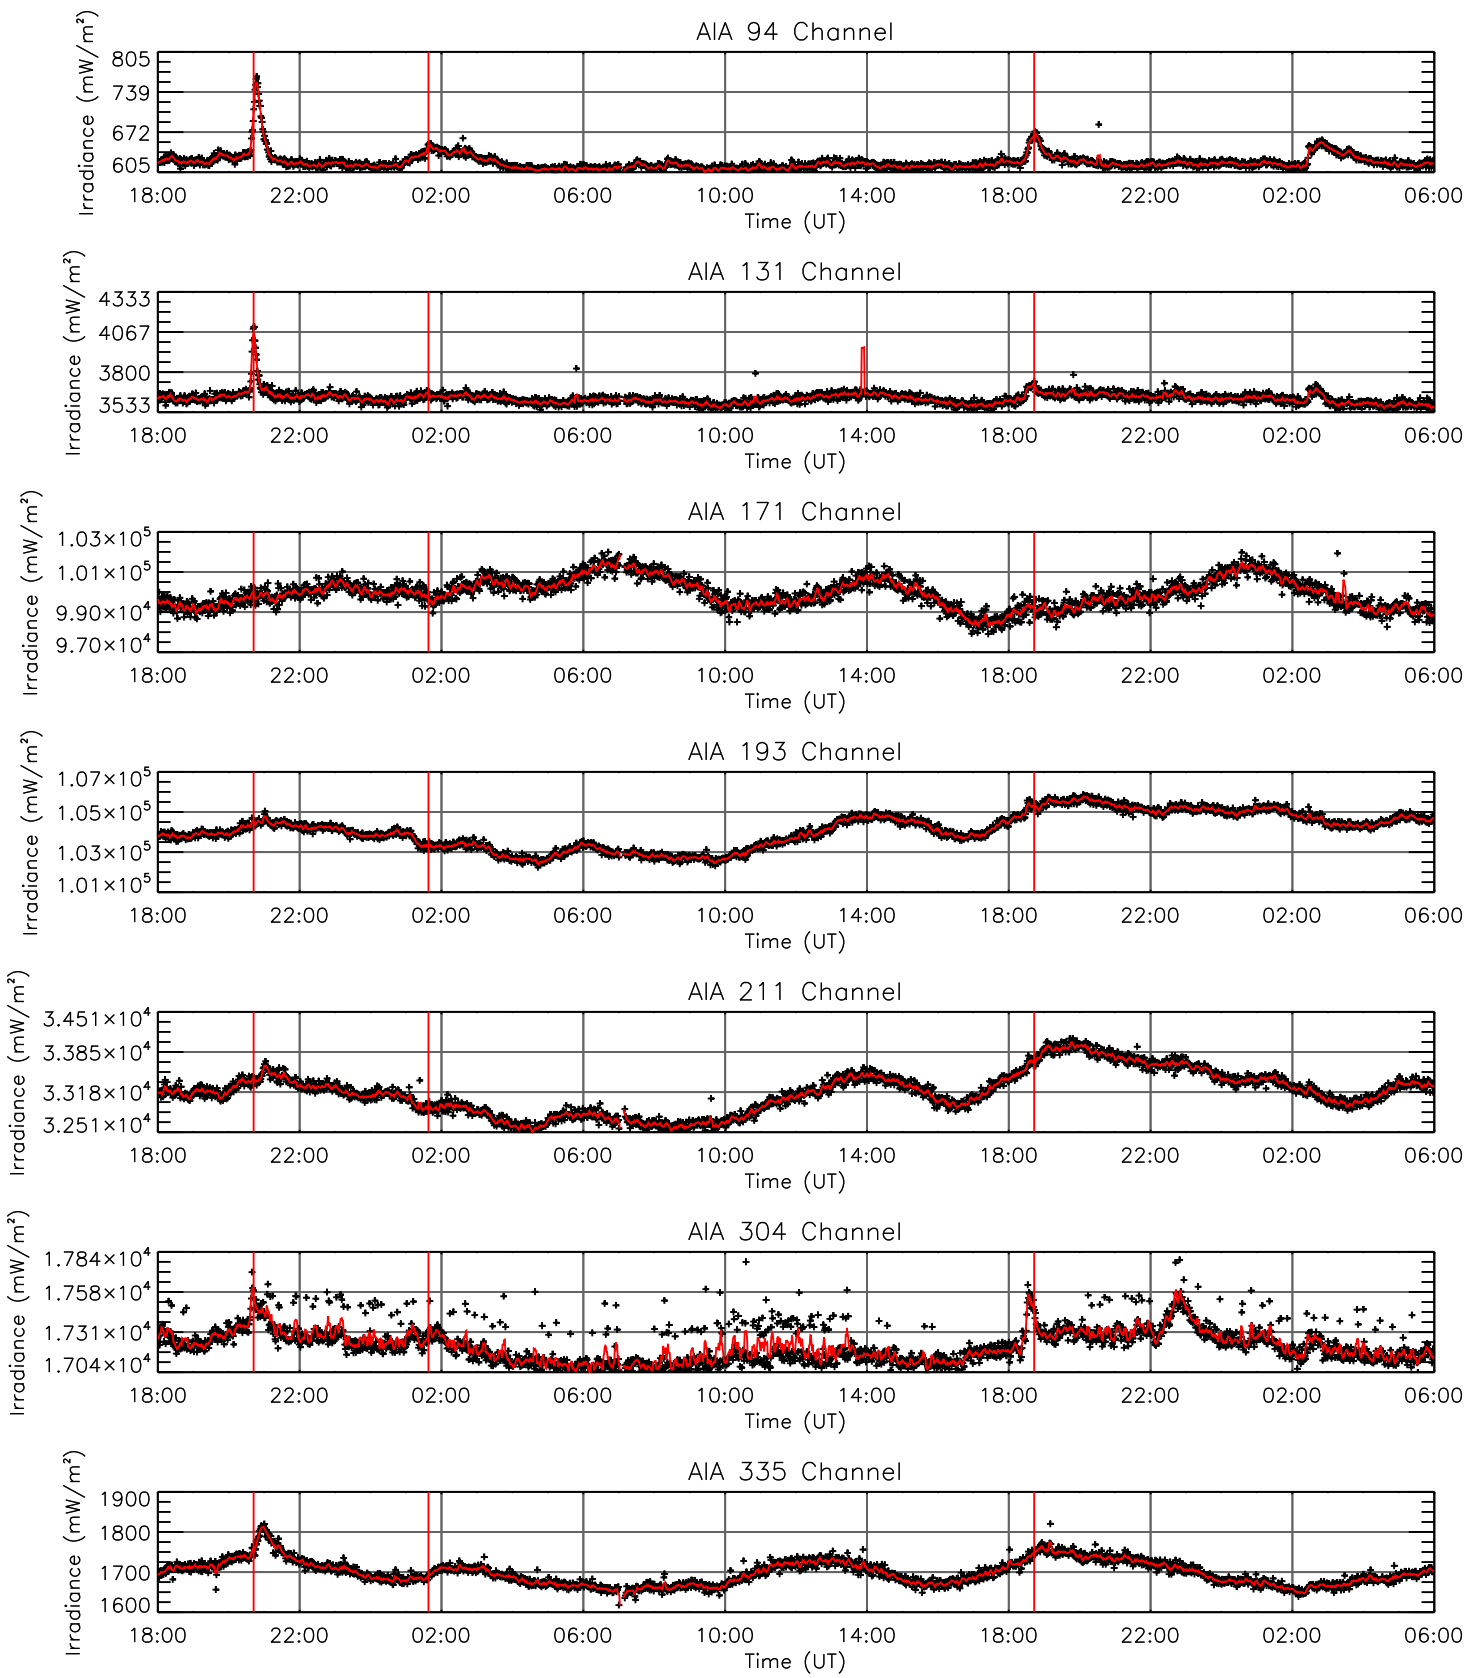 AIA 94 Channel
Irradiance (mW/m²)
805
739
672
605
18:00 22:00 02:00 06:00 10:00 14:00 18:00 22:00 02:00 06:00
Time (UT)
AIA 131 Channel
Irradiance (mW/m²)
4333
4067
3800
3533
18:00 22:00 02:00 06:00 10:00 14:00 18:00 22:00 02:00 06:00
Time (UT)
AIA 171 Channel
Irradiance (mW/m²)
1.03×10⁵
1.01×10⁵
9.90×10⁴
9.70×10⁴
18:00 22:00 02:00 06:00 10:00 14:00 18:00 22:00 02:00 06:00
Time (UT)
AIA 193 Channel
Irradiance (mW/m²)
1.07×10⁵
1.05×10⁵
1.03×10⁵
1.01×10⁵
18:00 22:00 02:00 06:00 10:00 14:00 18:00 22:00 02:00 06:00
Time (UT)
AIA 211 Channel
Irradiance (mW/m²)
3.451×10⁴
3.385×10⁴
3.318×10⁴
3.251×10⁴
18:00 22:00 02:00 06:00 10:00 14:00 18:00 22:00 02:00 06:00
Time (UT)
AIA 304 Channel
Irradiance (mW/m²)
1.784×10⁴
1.758×10⁴
1.731×10⁴
1.704×10⁴
18:00 22:00 02:00 06:00 10:00 14:00 18:00 22:00 02:00 06:00
Time (UT)
AIA 335 Channel
Irradiance (mW/m²)
1900
1800
1700
1600
18:00 22:00 02:00 06:00 10:00 14:00 18:00 22:00 02:00 06:00
Time (UT)